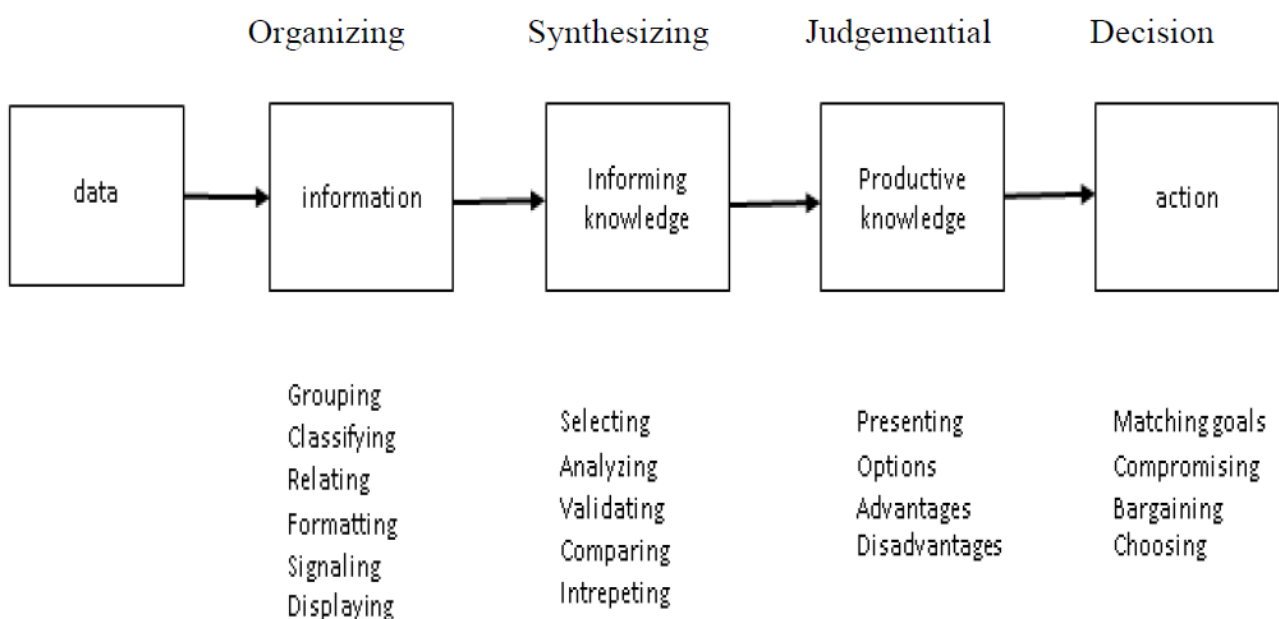 Organizing Synthesizing Judgemential Decision
data
information
Informing
knowledge
Productive
knowledge
action
Grouping
Classifying
Relating
Formatting
Signaling
Displaying
Selecting
Analyzing
Validating
Comparing
Intrepeting
Presenting
Options
Advantages
Disadvantages
Matching goals
Compromising
Bargaining
Choosing